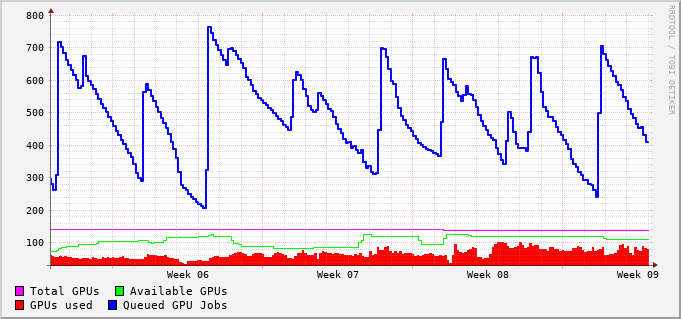 800
700
600
500
400
300
200
100
Week 06 Week 07 Week 08 Week 09
Total GPUs Available GPUs
GPUs used Queued GPU Jobs
RRDTOOL / TOBI OETIKER